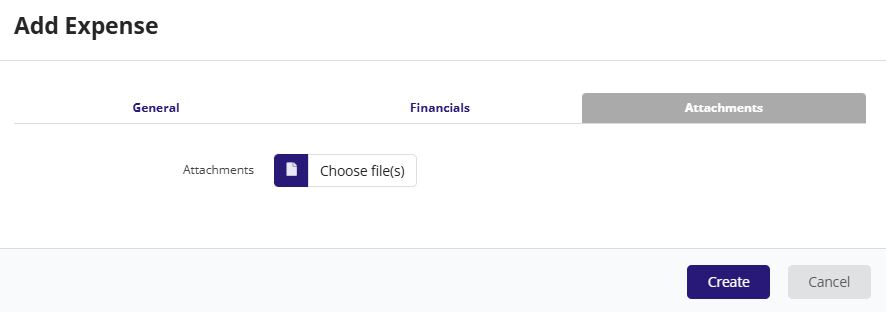 Add Expense
General Financials Attachments
Attachments Choose file(s)
Create Cancel